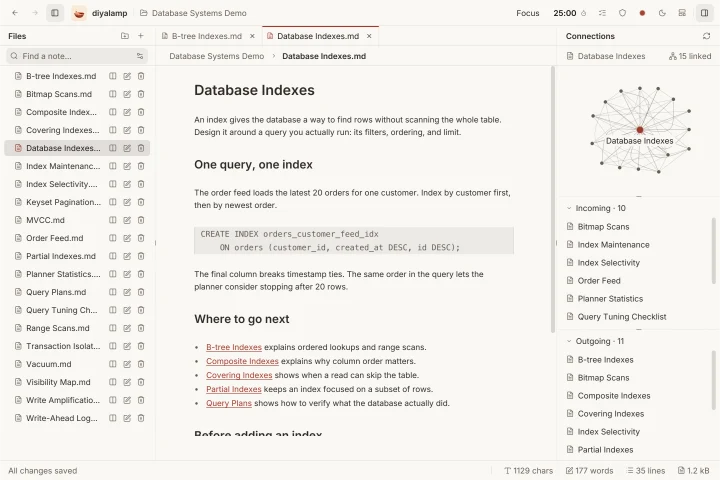 diyalamp
Database Systems Demo
Focus
25:00
Files
Find a note...
B-tree Indexes.md
Bitmap Scans.md
Composite Index...
Covering Indexes...
Database Indexes...
Index Maintenanc...
Index Selectivity....
Keyset Pagination...
MVCC.md
Order Feed.md
Partial Indexes.md
Planner Statistics....
Query Plans.md
Query Tuning Ch...
Range Scans.md
Transaction Isolat...
Vacuum.md
Visibility Map.md
Write Amplificatio...
Write-Ahead Log...
B-tree Indexes.md
Database Indexes.md
Database Systems Demo
Database Indexes.md
Database Indexes
An index gives the database a way to find rows without scanning the whole table.
Design it around a query you actually run: its filters, ordering, and limit.
One query, one index
The order feed loads the latest 20 orders for one customer. Index by customer first,
then by newest order.
CREATE INDEX orders_customer_feed_idx
ON orders (customer_id, created_at DESC, id DESC);
The final column breaks timestamp ties. The same order in the query lets the
planner consider stopping after 20 rows.
Where to go next
• B-tree Indexes explains ordered lookups and range scans.
• Composite Indexes explains why column order matters.
• Covering Indexes shows when a read can skip the table.
• Partial Indexes keeps an index focused on a subset of rows.
• Query Plans shows how to verify what the database actually did.
Before adding an index
Connections
Database Indexes
15 linked
Database Indexes
Incoming · 10
Bitmap Scans
Index Maintenance
Index Selectivity
Order Feed
Planner Statistics
Query Tuning Checklist
Outgoing · 11
B-tree Indexes
Bitmap Scans
Composite Indexes
Covering Indexes
Index Selectivity
Partial Indexes
All changes saved
1129 chars
177 words
35 lines
1.2 kB